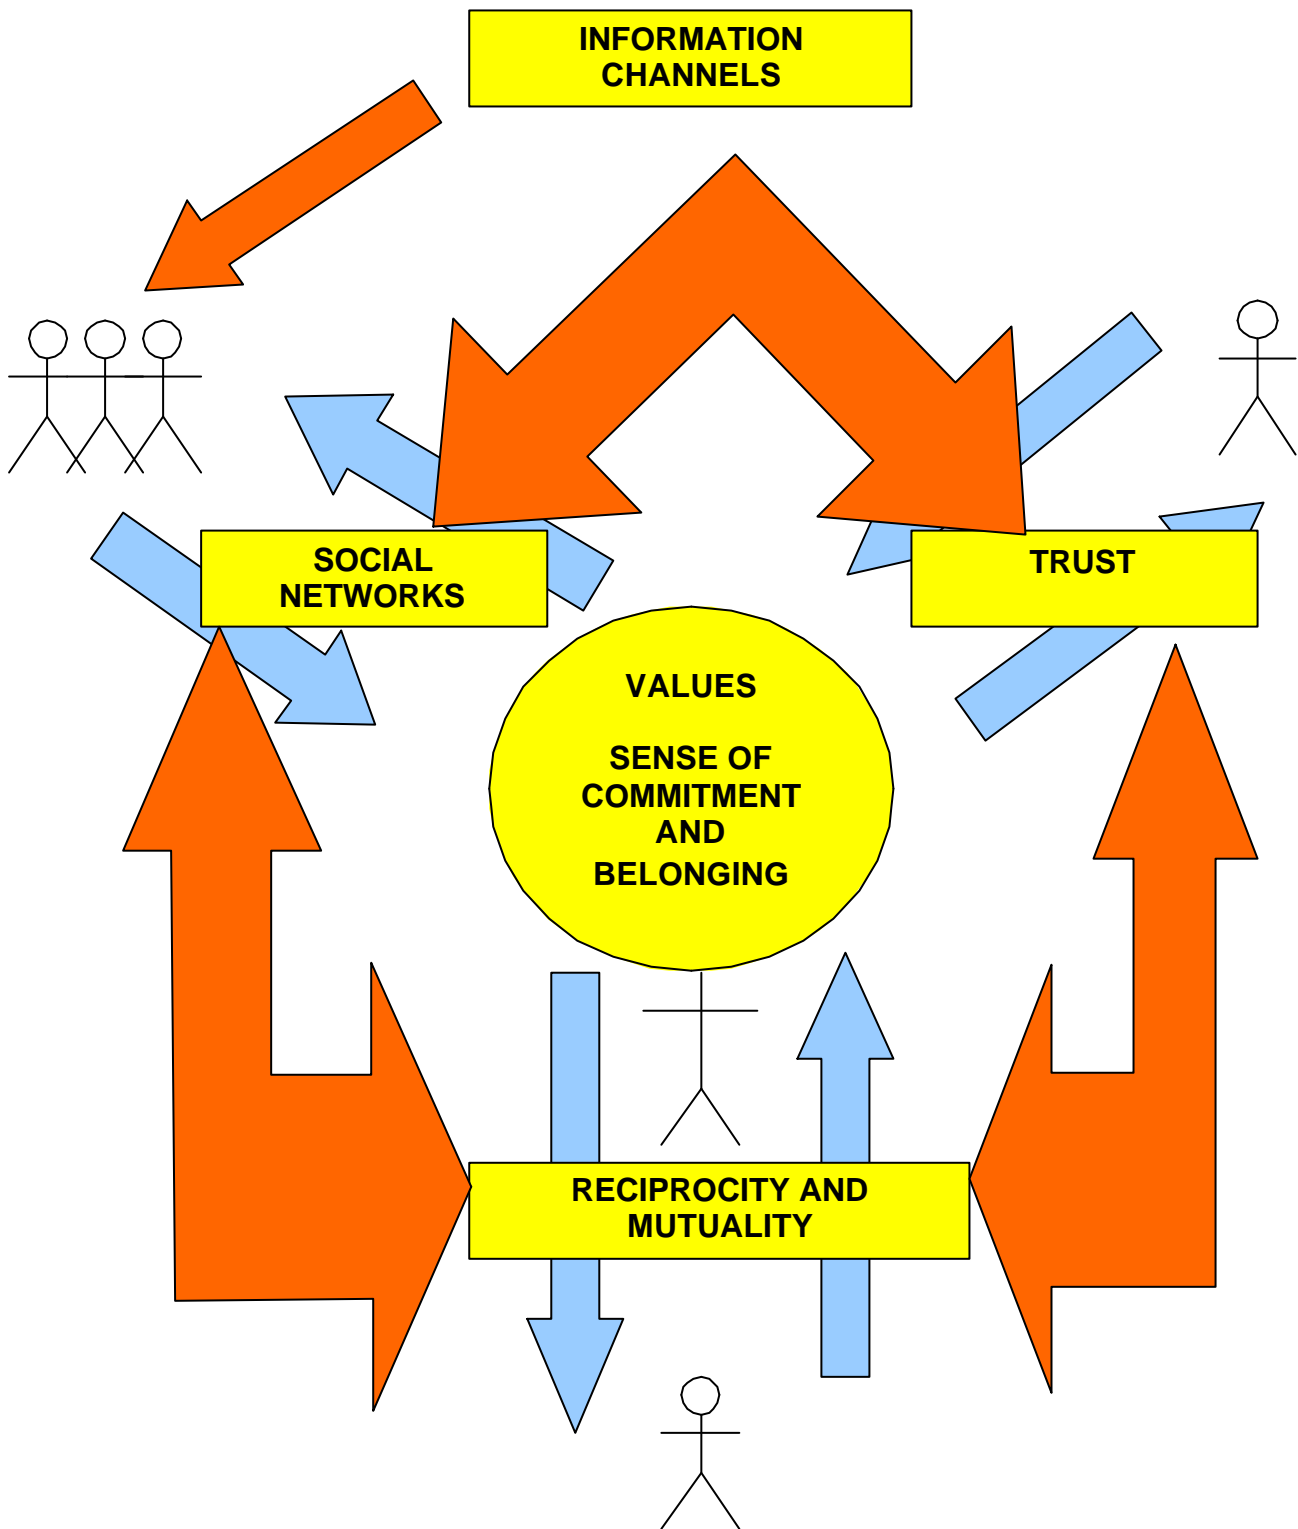 INFORMATION
CHANNELS
SOCIAL
NETWORKS
TRUST
VALUES
SENSE OF
COMMITMENT
AND
BELONGING
RECIPROCITY AND
MUTUALITY